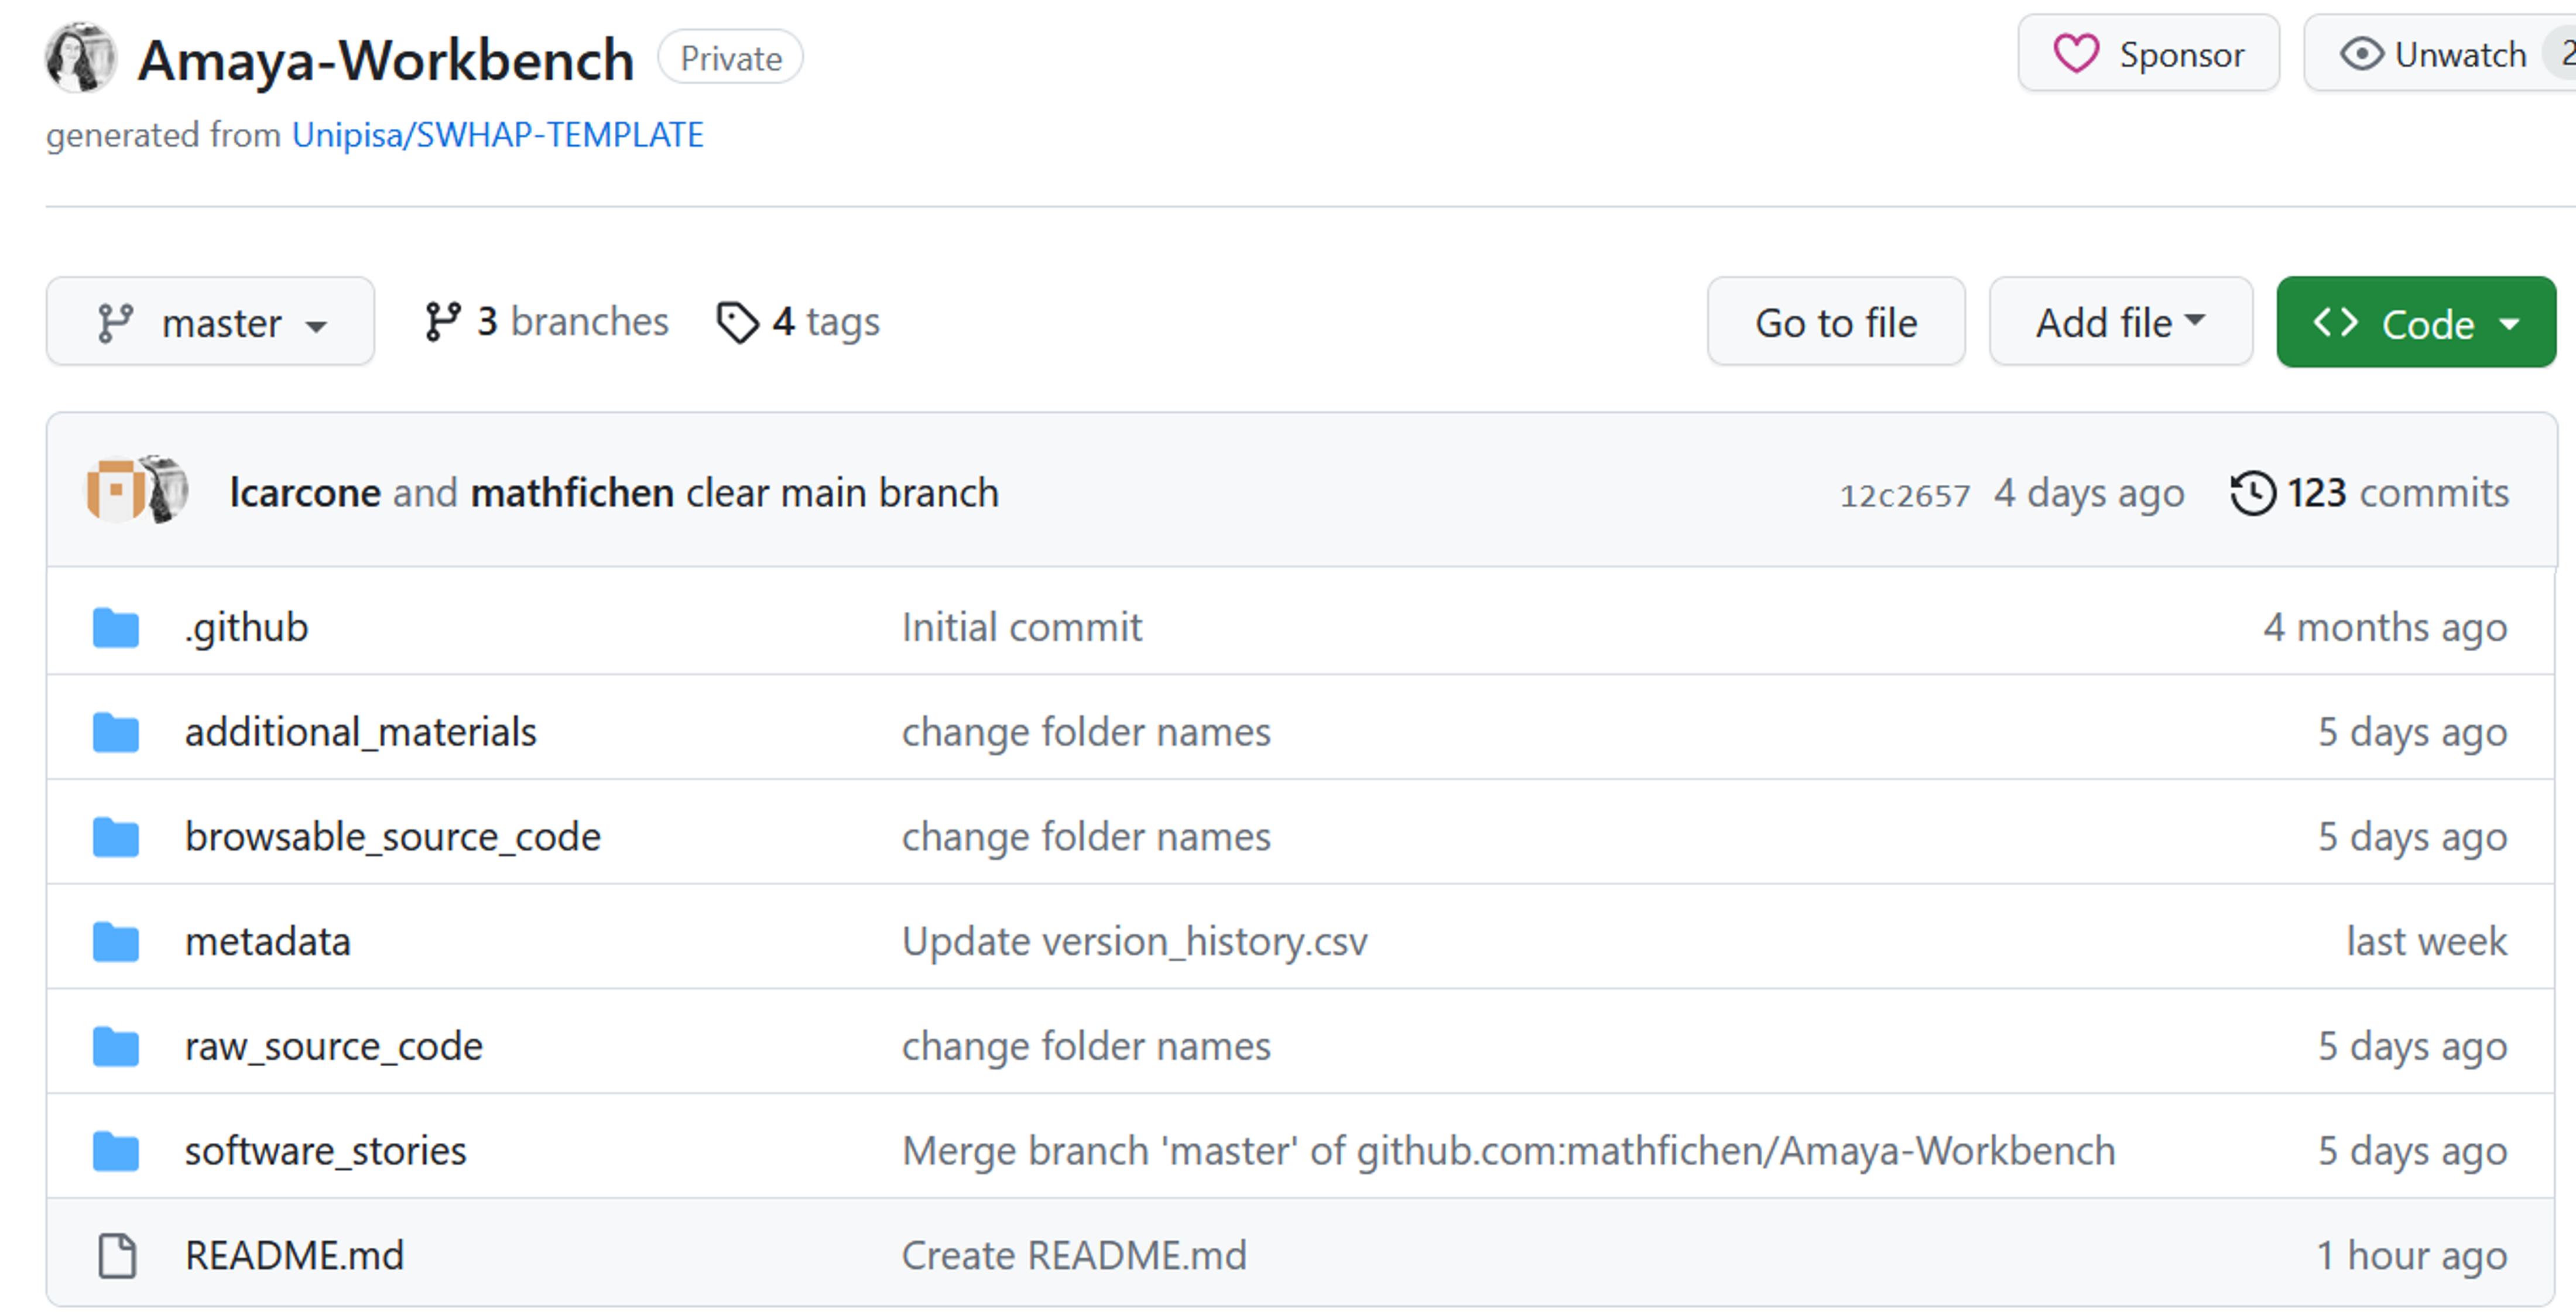 Amaya-Workbench Private Sponsor Unwatch 2
generated from Unipisa/SWHAP-TEMPLATE
master 3 branches 4 tags Go to file Add file Code
lcarcone and mathfichen clear main branch 12c2657 4 days ago 123 commits
.github Initial commit 4 months ago
additional_materials change folder names 5 days ago
browsable_source_code change folder names 5 days ago
metadata Update version_history.csv last week
raw_source_code change folder names 5 days ago
software_stories Merge branch 'master' of github.com:mathfichen/Amaya-Workbench 5 days ago
README.md Create README.md 1 hour ago